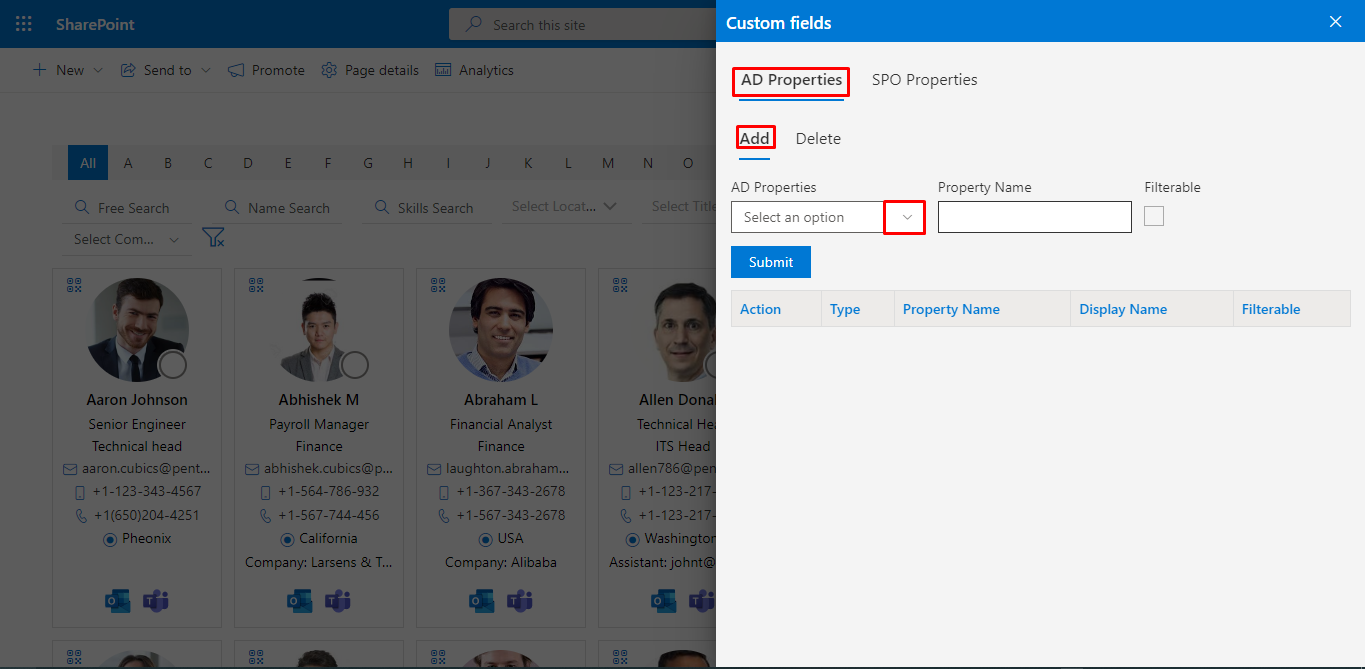 SharePoint
Search this site
New
Send to
Promote
Page details
Analytics
All A B C D E F G H I J K L M N O
Free Search
Name Search
Skills Search
Select Locat...
Select Title
Select Com...
Aaron Johnson
Senior Engineer
Technical head
aaron.cubics@pent...
+1-123-343-4567
+1(650)204-4251
Pheonix
Abhishek M
Payroll Manager
Finance
abhishek.cubics@p...
+1-564-786-932
+1-567-744-456
California
Company: Larsens & T...
Abraham L
Financial Analyst
Finance
laughton.abraham...
+1-367-343-2678
+1-567-343-2678
USA
Company: Alibaba
Allen Donal
Technical Hea
ITS Head
allen786@pen
+1-123-217-
+1-123-217-
Washington
Assistant: johnt@
Custom fields
AD Properties
SPO Properties
Add
Delete
AD Properties
Property Name
Filterable
Select an option
Submit
Action
Type
Property Name
Display Name
Filterable